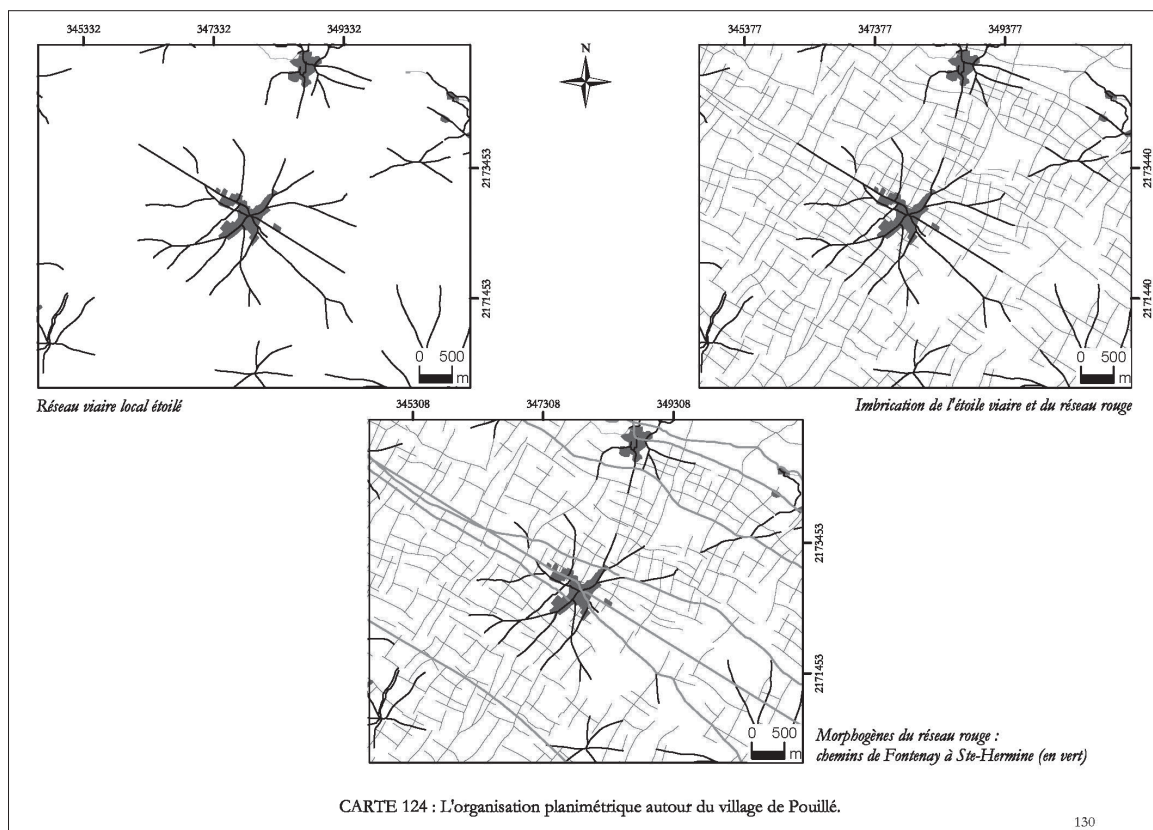 345332 347332 349332
N
345377 347377 349377
2173453
2171453
2173440
2171440
0 500
m
0 500
m
Réseau viaire local étoilé
Imbrication de l'étoile viaire et du réseau rouge
345308 347308 349308
2173453
2171453
0 500
m
Morphogènes du réseau rouge :
chemins de Fontenay à Ste-Hermine (en vert)
CARTE 124 : L'organisation planimétrique autour du village de Pouillé.
130